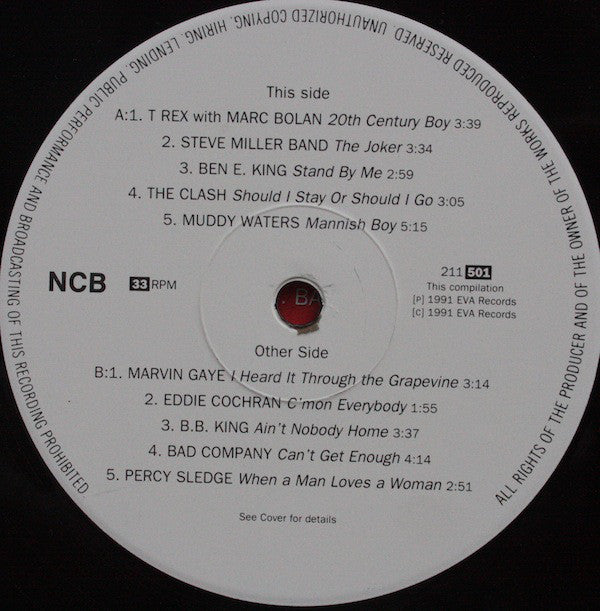 ALL RIGHTS OF THE PRODUCER AND OF THE OWNER OF THE WORKS REPRODUCED RESERVED UNAUTHORIZED COPYING, HIRING, LENDING, PUBLIC PERFORMANCE AND BROADCASTING OF THIS RECORDING PROHIBITED
This side
A:1. T REX with MARC BOLAN 20th Century Boy 3:39
2. STEVE MILLER BAND The Joker 3:34
3. BEN E. KING Stand By Me 2:59
4. THE CLASH Should I Stay Or Should I Go 3:05
5. MUDDY WATERS Mannish Boy 5:15
NCB 33 RPM
211 501
This compilation
[P] 1991 EVA Records
[C] 1991 EVA Records
BA
Other Side
B:1. MARVIN GAYE I Heard It Through the Grapevine 3:14
2. EDDIE COCHRAN C'mon Everybody 1:55
3. B.B. KING Ain't Nobody Home 3:37
4. BAD COMPANY Can't Get Enough 4:14
5. PERCY SLEDGE When a Man Loves a Woman 2:51
See Cover for details